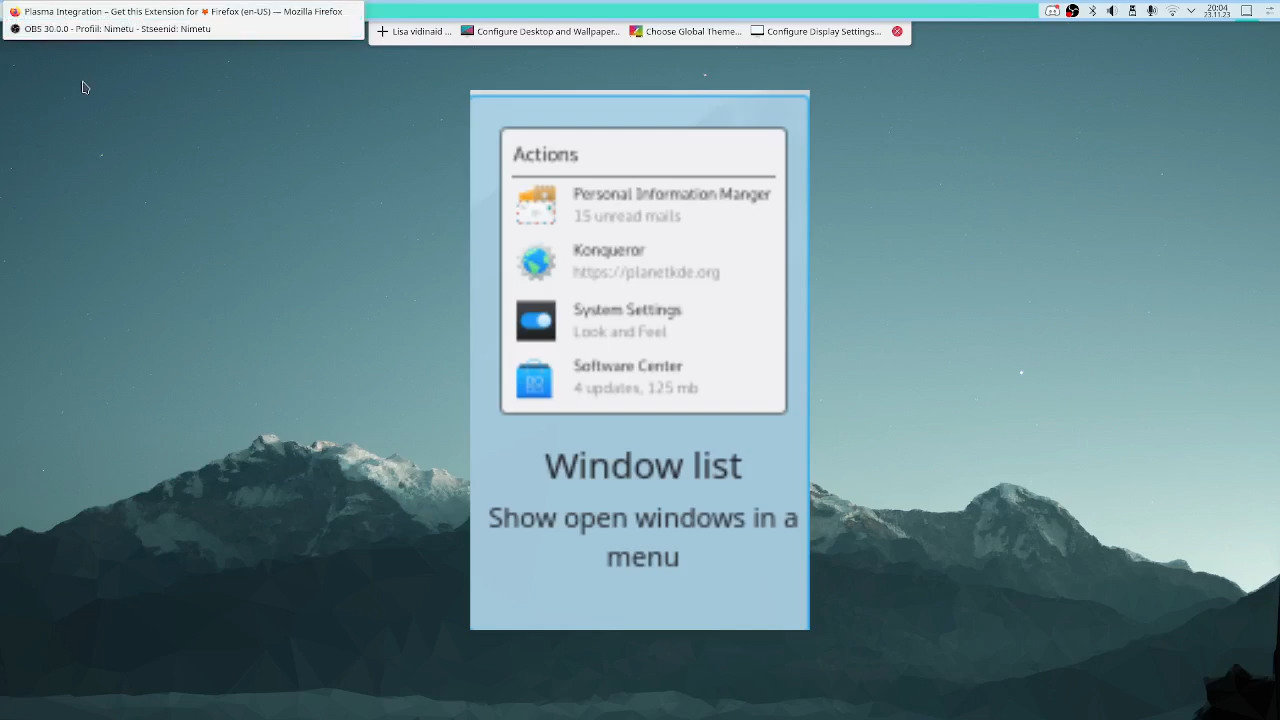 Plasma Integration – Get this Extension for 🦊 Firefox (en-US) — Mozilla Firefox
OBS 30.0.0 - Profiil: Nimetu - Stseenid: Nimetu
Lisa vidinaid ...
Configure Desktop and Wallpaper...
Choose Global Theme...
Configure Display Settings...
20:04
23.11.23
Actions
Personal Information Manger
15 unread mails
Konqueror
https://planetkde.org
System Settings
Look and Feel
Software Center
4 updates, 125 mb
Window list
Show open windows in a
menu